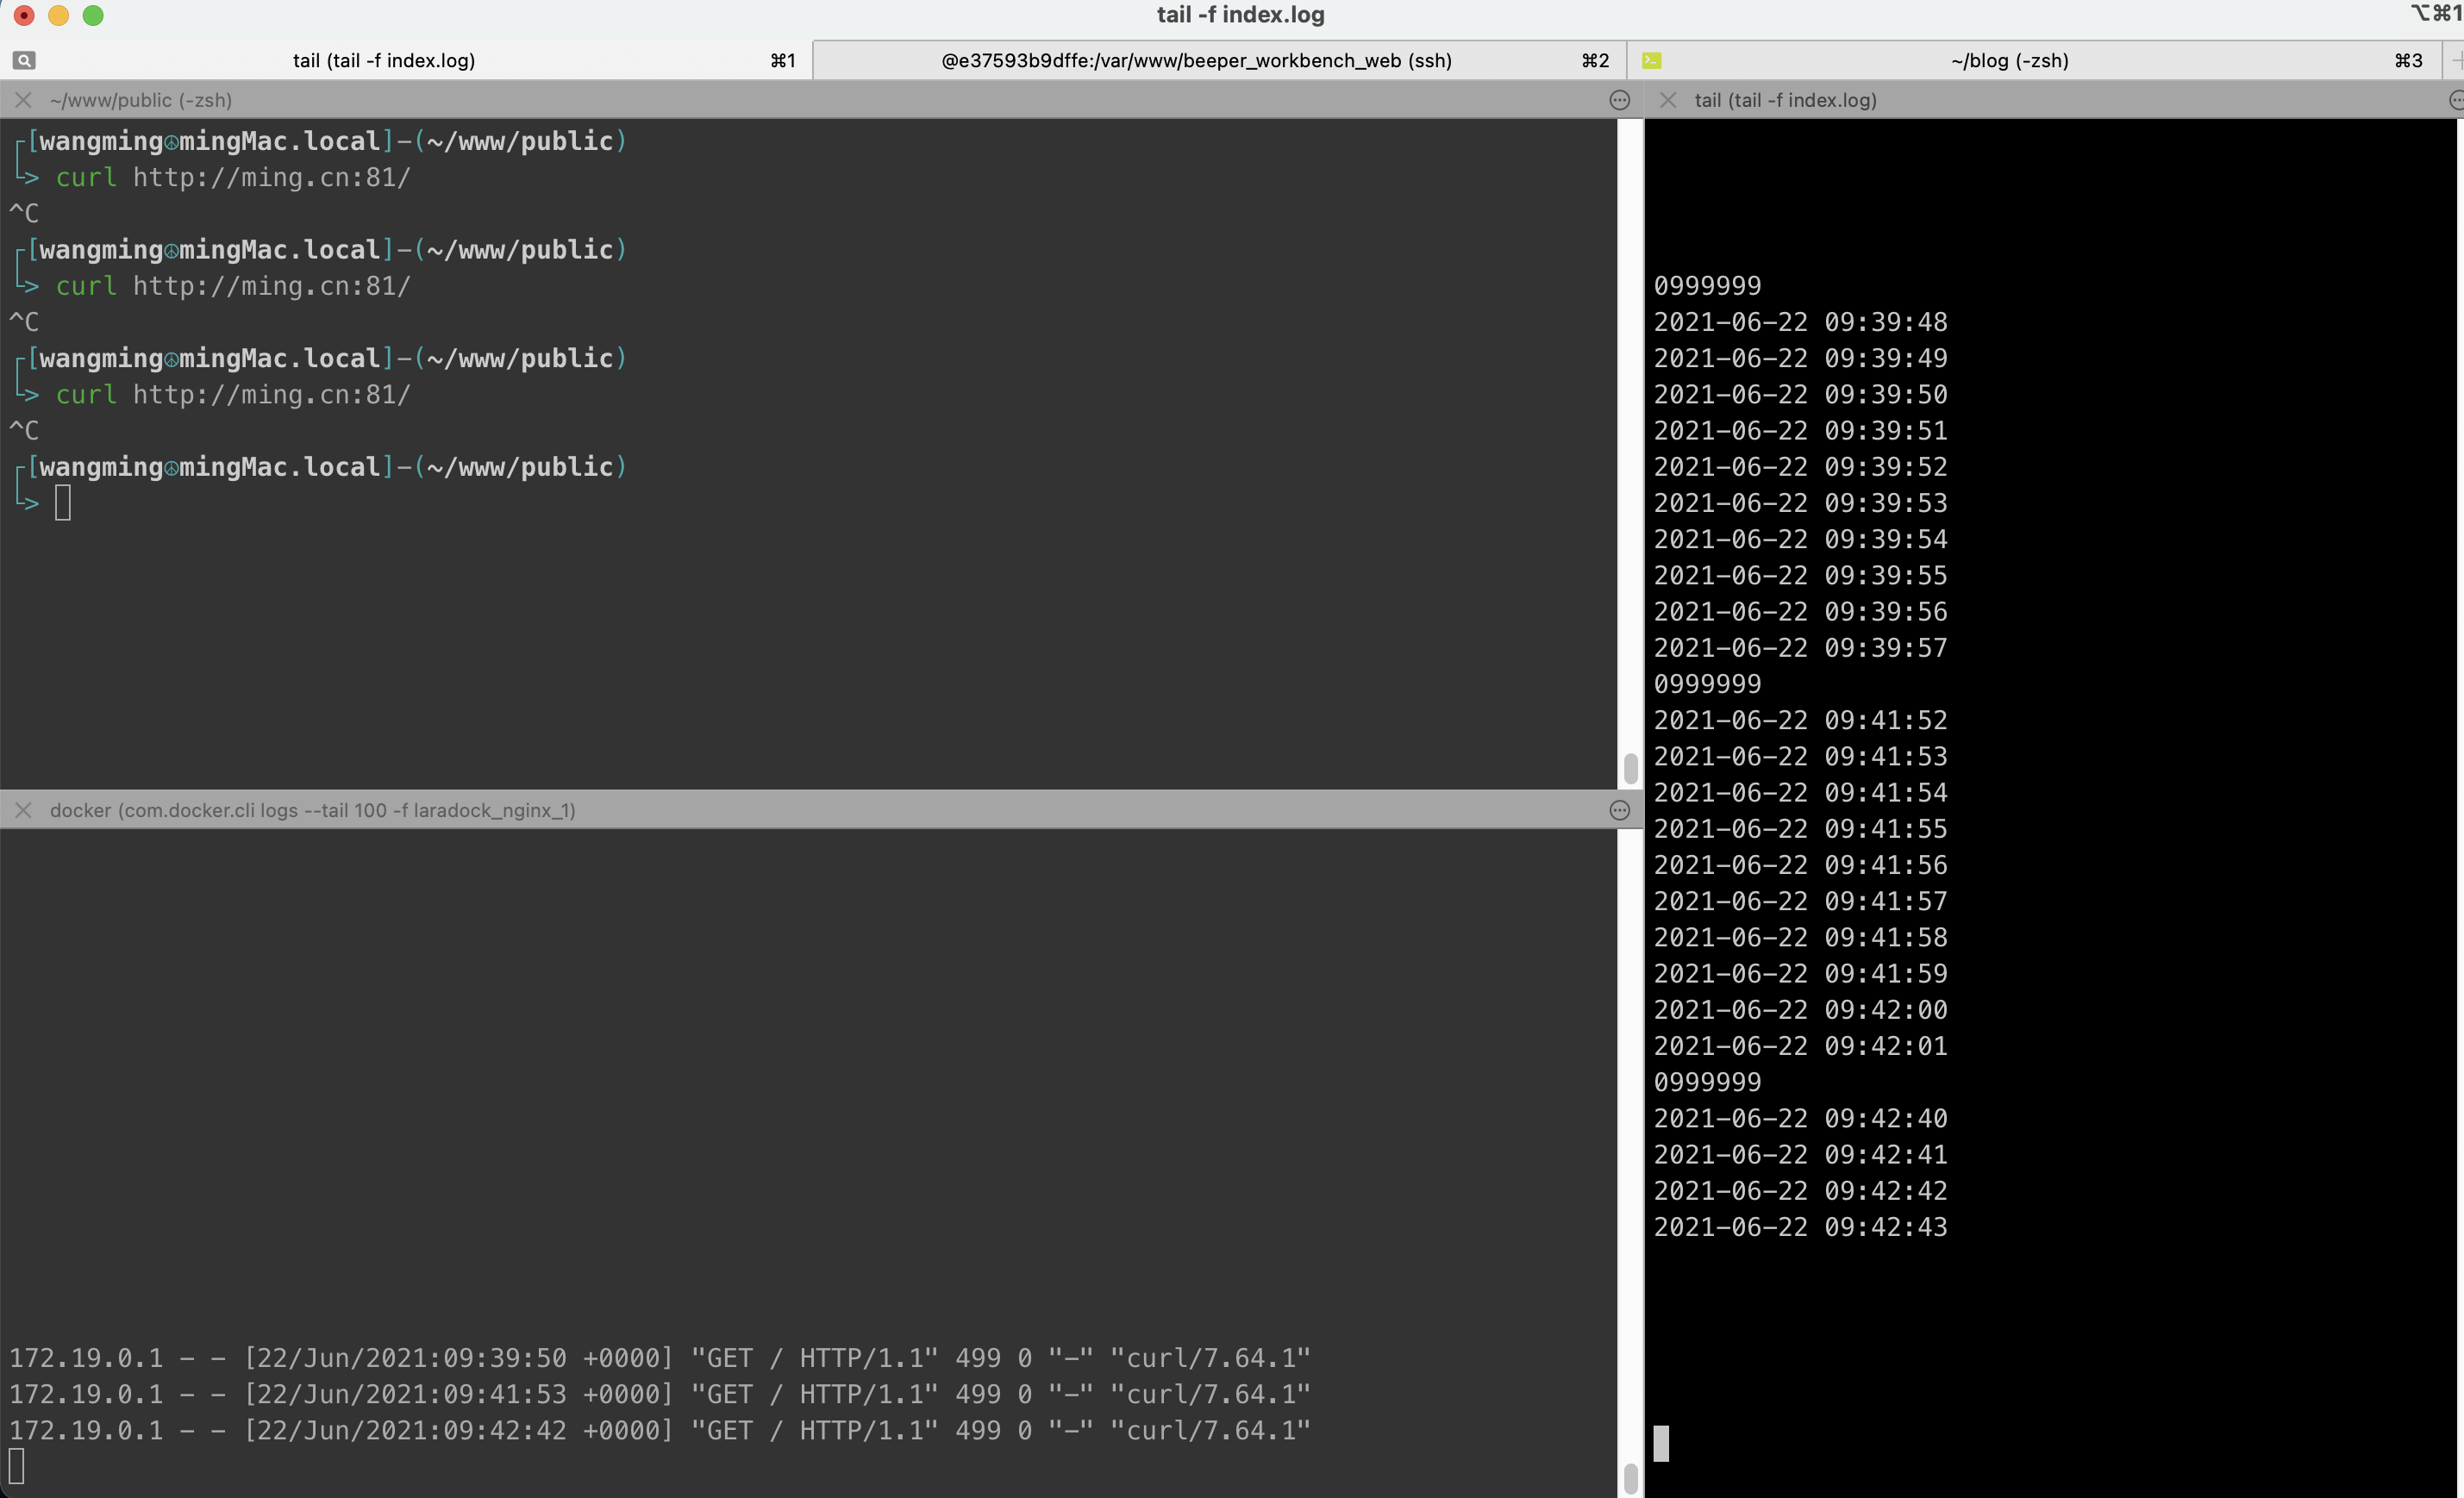 tail -f index.log
⌥⌘1
tail (tail -f index.log) ⌘1
@e37593b9dffe:/var/www/beeper_workbench_web (ssh) ⌘2
~/blog (-zsh) ⌘3
~/www/public (-zsh)
[wangming☮mingMac.local]-(~/www/public)
> curl http://ming.cn:81/
^C
[wangming☮mingMac.local]-(~/www/public)
> curl http://ming.cn:81/
^C
[wangming☮mingMac.local]-(~/www/public)
> curl http://ming.cn:81/
^C
[wangming☮mingMac.local]-(~/www/public)
>
docker (com.docker.cli logs --tail 100 -f laradock_nginx_1)
172.19.0.1 - - [22/Jun/2021:09:39:50 +0000] "GET / HTTP/1.1" 499 0 "-" "curl/7.64.1"
172.19.0.1 - - [22/Jun/2021:09:41:53 +0000] "GET / HTTP/1.1" 499 0 "-" "curl/7.64.1"
172.19.0.1 - - [22/Jun/2021:09:42:42 +0000] "GET / HTTP/1.1" 499 0 "-" "curl/7.64.1"
tail (tail -f index.log)
0999999
2021-06-22 09:39:48
2021-06-22 09:39:49
2021-06-22 09:39:50
2021-06-22 09:39:51
2021-06-22 09:39:52
2021-06-22 09:39:53
2021-06-22 09:39:54
2021-06-22 09:39:55
2021-06-22 09:39:56
2021-06-22 09:39:57
0999999
2021-06-22 09:41:52
2021-06-22 09:41:53
2021-06-22 09:41:54
2021-06-22 09:41:55
2021-06-22 09:41:56
2021-06-22 09:41:57
2021-06-22 09:41:58
2021-06-22 09:41:59
2021-06-22 09:42:00
2021-06-22 09:42:01
0999999
2021-06-22 09:42:40
2021-06-22 09:42:41
2021-06-22 09:42:42
2021-06-22 09:42:43